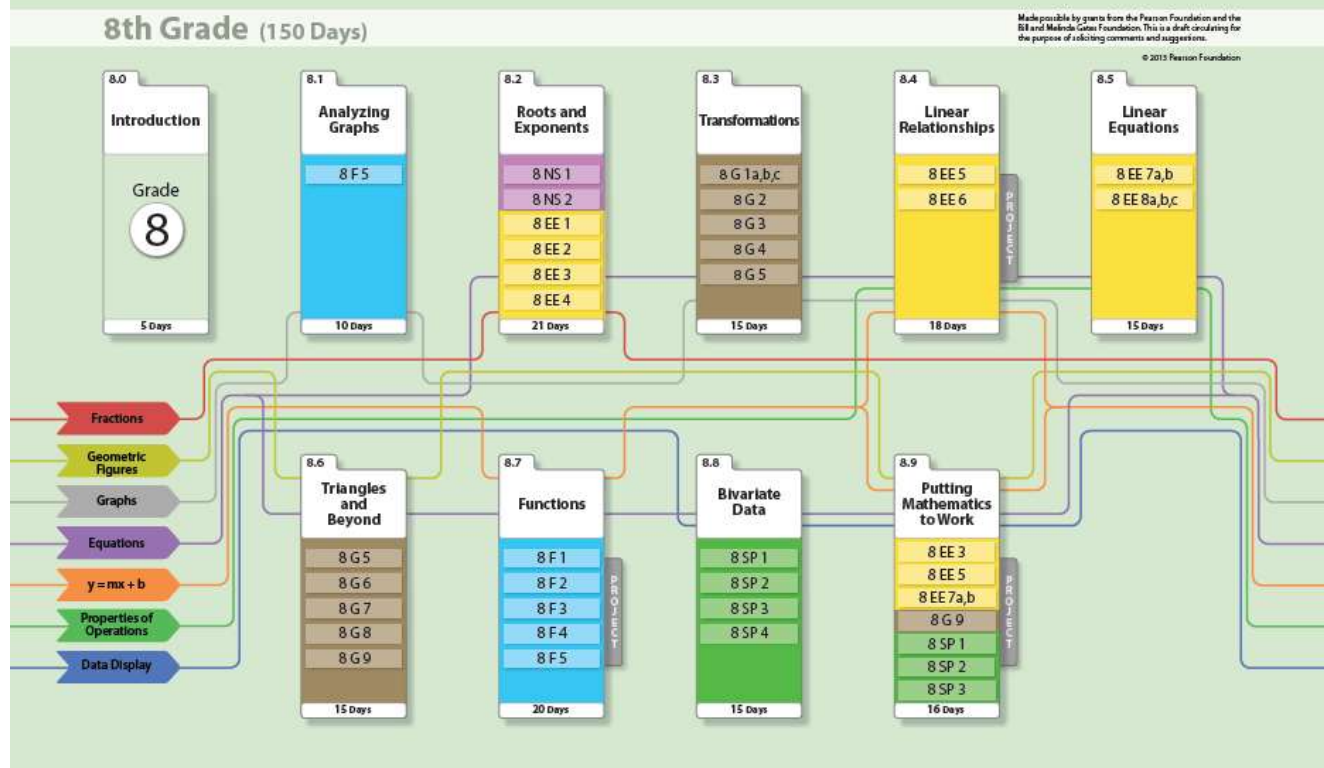 8th Grade (150 Days)
Made possible by grants from the Pearson Foundation and the
Bill and Melinda Gates Foundation. This is a draft circulating for
the purpose of soliciting comments and suggestions.
© 2013 Pearson Foundation
8.0
Introduction
Grade
8
5 Days
8.1
Analyzing
Graphs
8 F 5
10 Days
8.2
Roots and
Exponents
8 NS 1
8 NS 2
8 EE 1
8 EE 2
8 EE 3
8 EE 4
21 Days
8.3
Transformations
8 G 1a,b,c
8 G 2
8 G 3
8 G 4
8 G 5
15 Days
8.4
Linear
Relationships
8 EE 5
8 EE 6
PROJECT
18 Days
8.5
Linear
Equations
8 EE 7a,b
8 EE 8a,b,c
15 Days
Fractions
Geometric
Figures
Graphs
Equations
y = mx + b
Properties of
Operations
Data Display
8.6
Triangles
and
Beyond
8 G 5
8 G 6
8 G 7
8 G 8
8 G 9
15 Days
8.7
Functions
8 F 1
8 F 2
8 F 3
8 F 4
8 F 5
PROJECT
20 Days
8.8
Bivariate
Data
8 SP 1
8 SP 2
8 SP 3
8 SP 4
15 Days
8.9
Putting
Mathematics
to Work
8 EE 3
8 EE 5
8 EE 7a,b
8 G 9
8 SP 1
8 SP 2
8 SP 3
PROJECT
16 Days